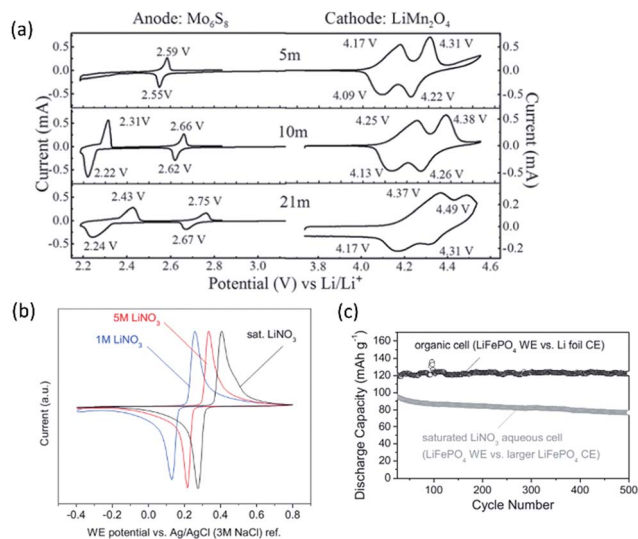 (a)
Anode: Mo₆S₈
Cathode: LiMn₂O₄
0.5
0.0
-0.5
2.59 V
2.55V
5m
4.17 V
4.31 V
4.09 V
4.22 V
0.5
0.0
0.5
0.0
-0.5
2.31V
2.66 V
2.22 V
2.62 V
10m
4.25 V
4.38 V
4.13 V
4.26 V
0.5
0.0
0.5
0.0
-0.5
2.43 V
2.75 V
2.24 V
2.67 V
21m
4.37 V
4.49 V
4.17 V
4.31 V
0.2
0.0
0.2
Current (mA)
Current (mA)
2.2 2.4 2.6 2.8 3.0 3.8 4.0 4.2 4.4 4.6
Potential (V) vs Li/Li⁺
(b)
5M LiNO₃
1M LiNO₃
sat. LiNO₃
Current (a.u.)
-0.4 -0.2 0.0 0.2 0.4 0.6 0.8
WE potential vs. Ag/AgCl (3M NaCl) ref.
(c)
160
140
120
100
80
60
40
20
0
Discharge Capacity (mAh g⁻¹)
organic cell (LiFePO₄ WE vs. Li foil CE)
saturated LiNO₃ aqueous cell
(LiFePO₄ WE vs. larger LiFePO₄ CE)
100 200 300 400 500
Cycle Number